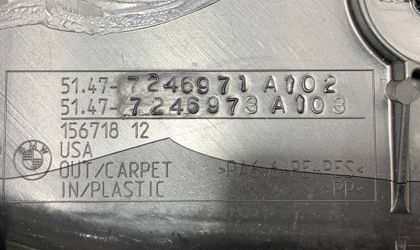 51.47-7246971 A102
51.47-7246973 A103
156718 12
BMW
USA
OUT/CARPET >PA6.6-PE-PES<
IN/PLASTIC >PP<